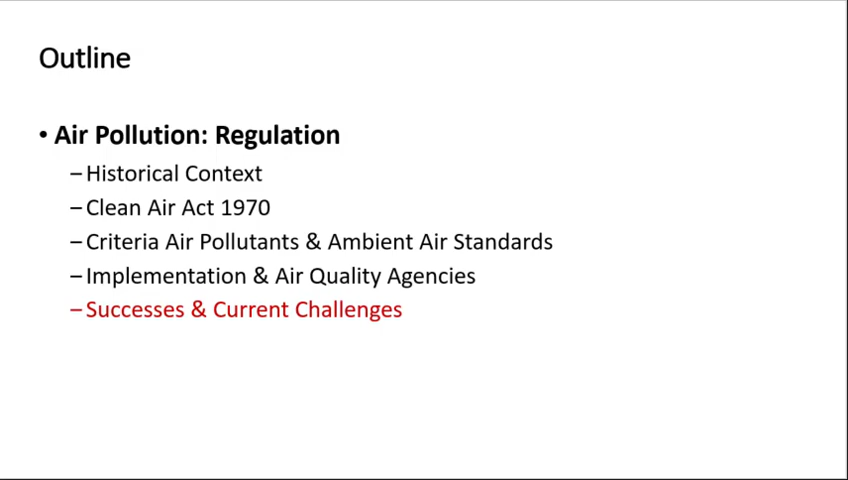 Outline
• Air Pollution: Regulation
– Historical Context
– Clean Air Act 1970
– Criteria Air Pollutants & Ambient Air Standards
– Implementation & Air Quality Agencies
– Successes & Current Challenges